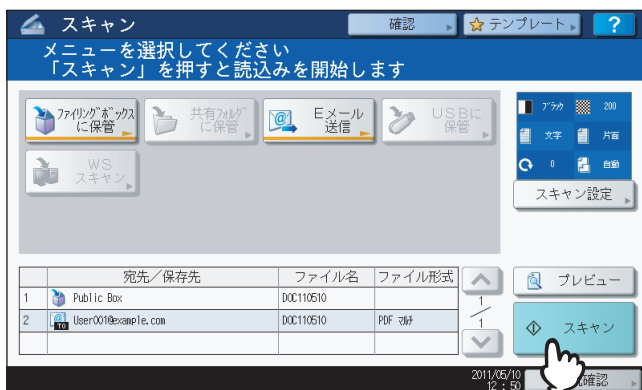 スキャン
確認
テンプレート
?
メニューを選択してください
「スキャン」を押すと読込みを開始します
ファイリングボックス
に保管
共有フォルダ
に保管
Eメール
送信
USBに
保管
WS
スキャン
ブラック 200
文字 片面
0 自動
スキャン設定
宛先/保存先 ファイル名 ファイル形式
1 Public Box DOC110510
2 TO User001@example.com DOC110510 PDF マルチ
1
1
プレビュー
スキャン
2011/05/10
12:50
確認